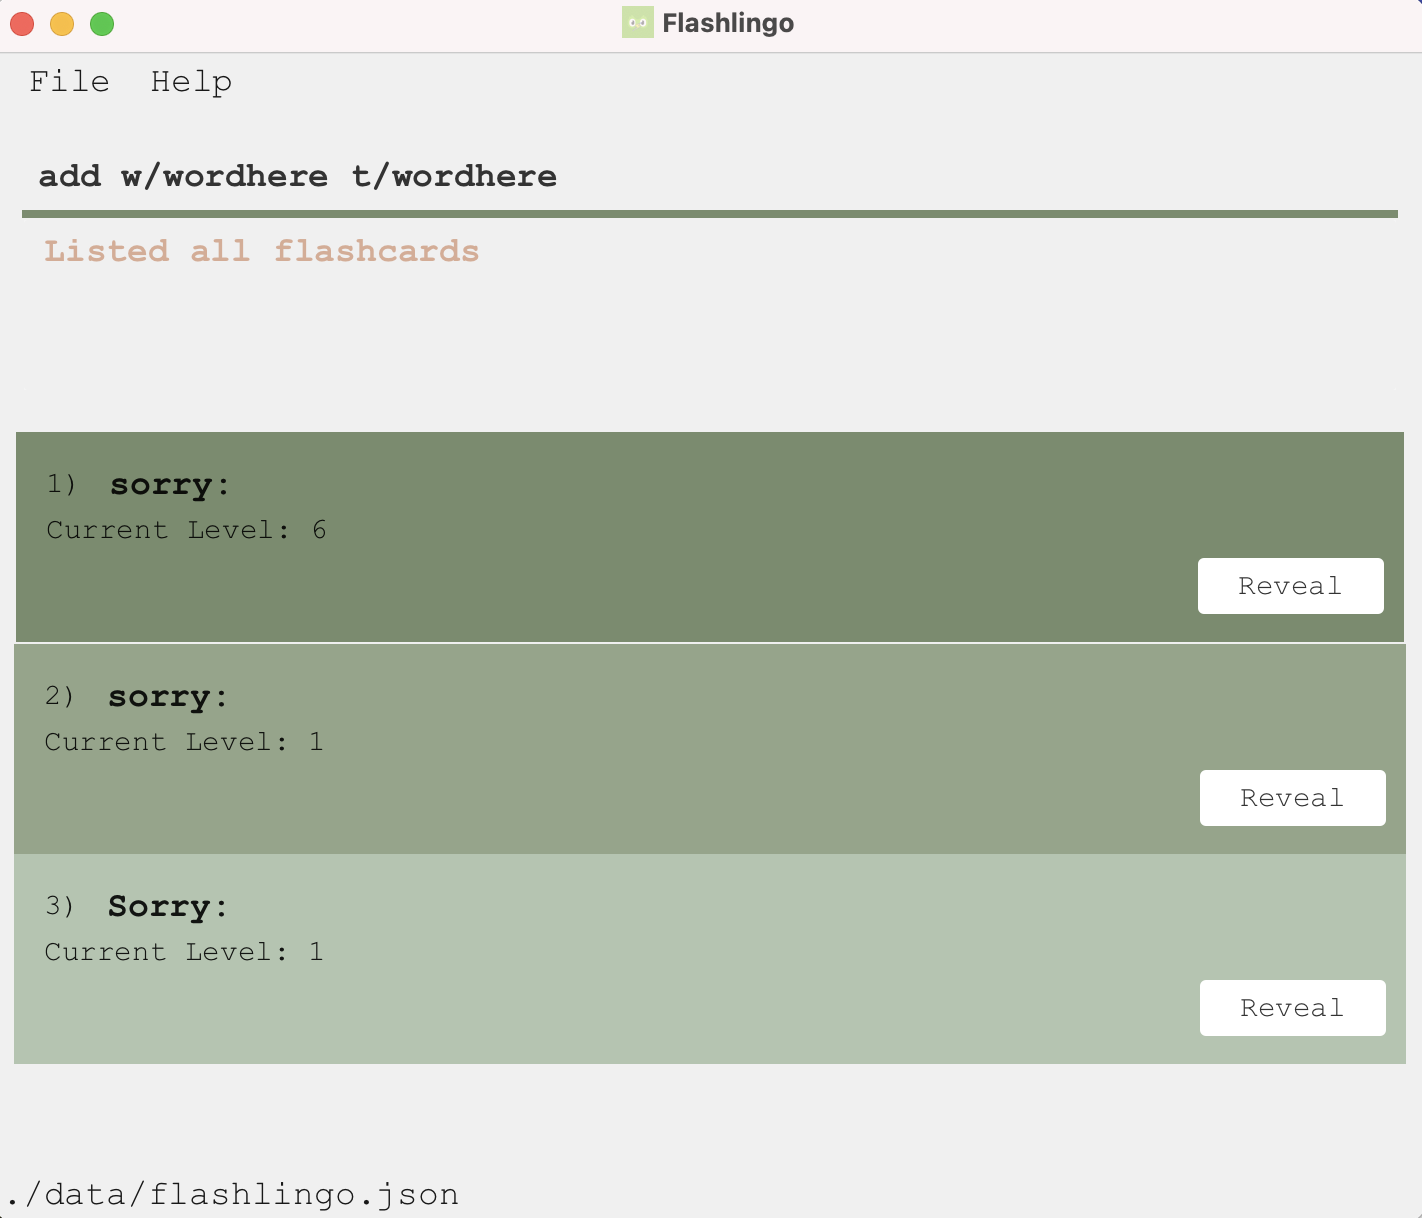 Flashlingo
File Help
add w/wordhere t/wordhere
Listed all flashcards
1) sorry:
Current Level: 6
Reveal
2) sorry:
Current Level: 1
Reveal
3) Sorry:
Current Level: 1
Reveal
./data/flashlingo.json